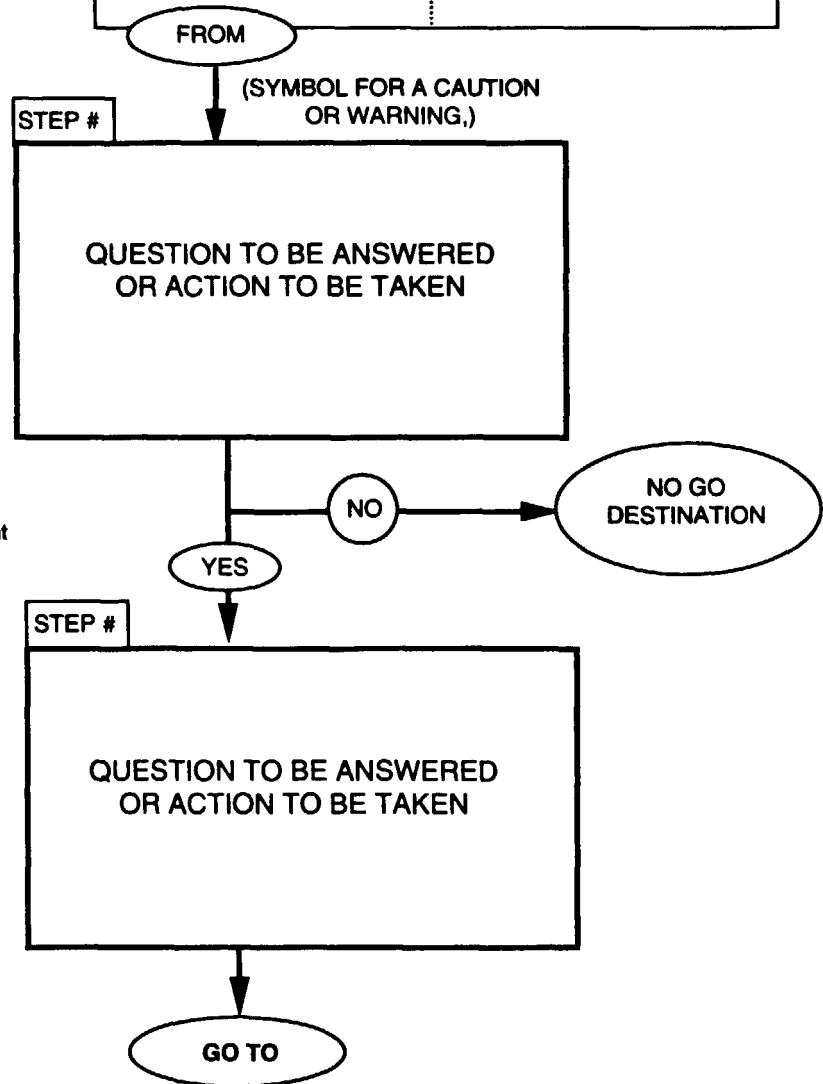 FROM
(SYMBOL FOR A CAUTION
OR WARNING,)
STEP #
QUESTION TO BE ANSWERED
OR ACTION TO BE TAKEN
NO
NO GO
DESTINATION
YES
STEP #
QUESTION TO BE ANSWERED
OR ACTION TO BE TAKEN
GO TO